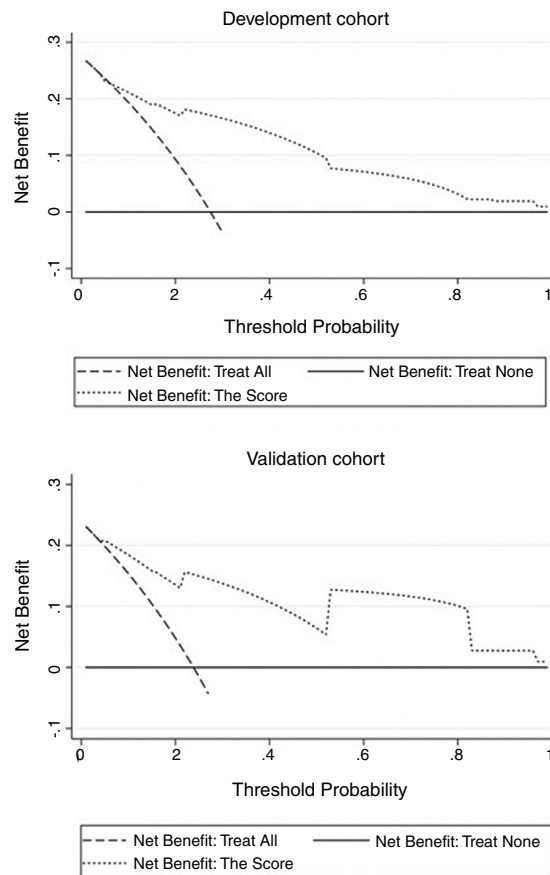 Development cohort
.3
.2
.1
0
-.1
Net Benefit
0 2 .4 .6 .8 1
Threshold Probability
Net Benefit: Treat All Net Benefit: Treat None
Net Benefit: The Score
Validation cohort
.3
.2
0.1
0
-.1
Net Benefit
0 2 .4 .6 .8 1
Threshold Probability
Net Benefit: Treat All Net Benefit: Treat None
Net Benefit: The Score